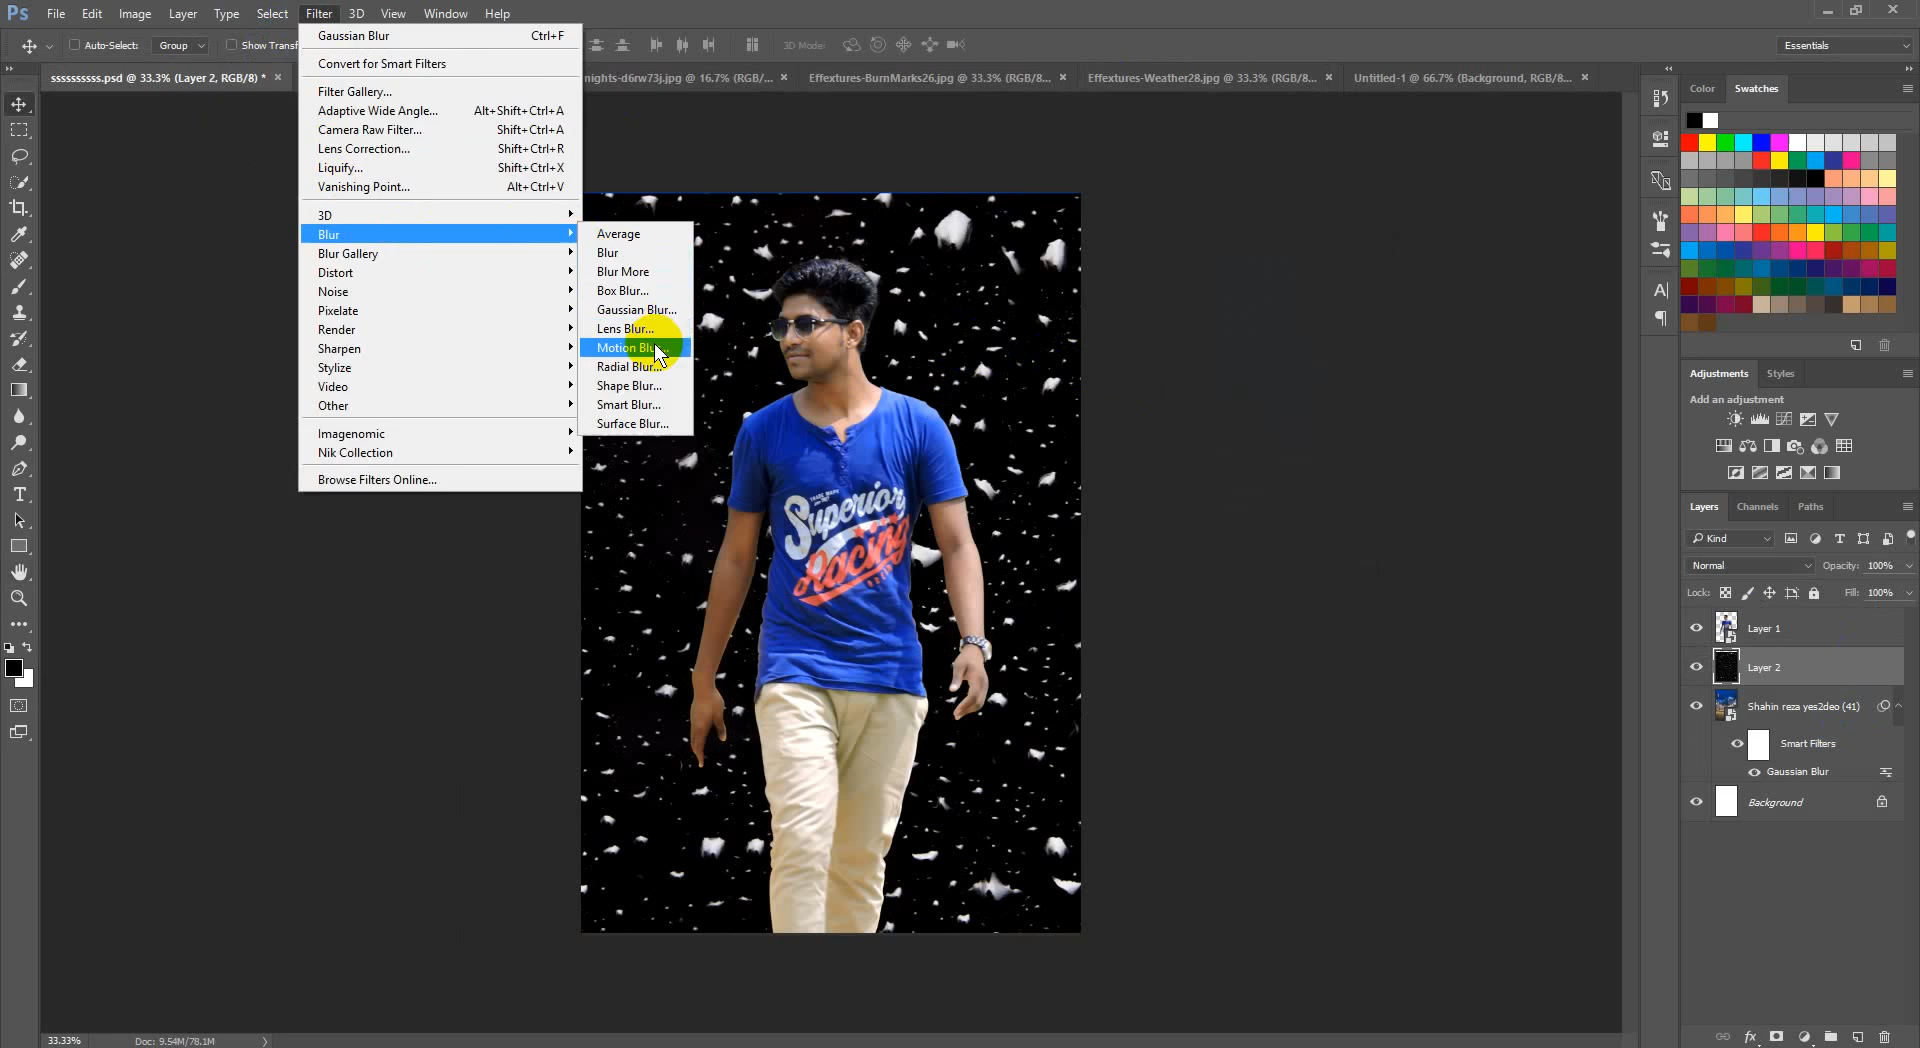 Ps File Edit Image Layer Type Select Filter 3D View Window Help
Auto-Select: Group Show Transf 3D Mode: Essentials
ssssssssss.psd @ 33.3% (Layer 2, RGB/8) * nights-d6rw73j.jpg @ 16.7% (RGB/... Effextures-BurnMarks26.jpg @ 33.3% (RGB/8... Effextures-Weather28.jpg @ 33.3% (RGB/8... Untitled-1 @ 66.7% (Background, RGB/8...
Gaussian Blur Ctrl+F
Convert for Smart Filters
Filter Gallery...
Adaptive Wide Angle... Alt+Shift+Ctrl+A
Camera Raw Filter... Shift+Ctrl+A
Lens Correction... Shift+Ctrl+R
Liquify... Shift+Ctrl+X
Vanishing Point... Alt+Ctrl+V
3D
Blur
Blur Gallery
Distort
Noise
Pixelate
Render
Sharpen
Stylize
Video
Other
Imagenomic
Nik Collection
Browse Filters Online...
Average
Blur
Blur More
Box Blur...
Gaussian Blur...
Lens Blur...
Motion Blur...
Radial Blur...
Shape Blur...
Smart Blur...
Surface Blur...
TRADE MARK
Superior
Racing
Color Swatches
Adjustments Styles
Add an adjustment
Layers Channels Paths
Kind
Normal Opacity: 100%
Lock: Fill: 100%
Layer 1
Layer 2
Shahin reza yes2deo (41)
Smart Filters
Gaussian Blur
Background
33.33% Doc: 9.54M/78.1M